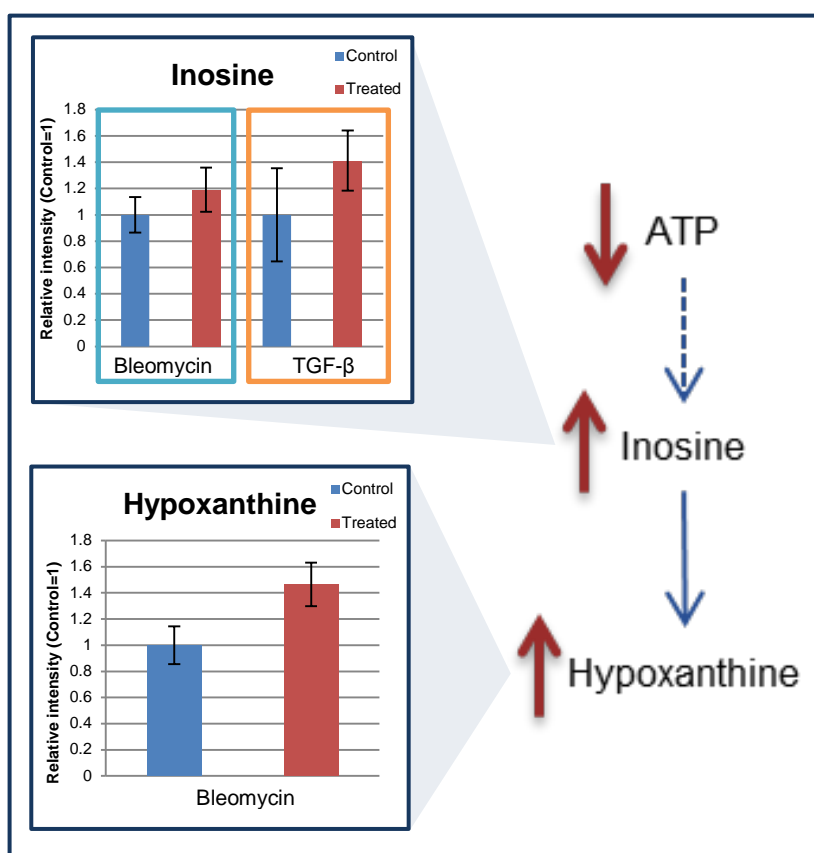 Inosine
Control
Treated
Relative intensity (Control=1)
1.8
1.6
1.4
1.2
1
0.8
0.6
0.4
0.2
0
Bleomycin TGF-β
ATP
Inosine
Hypoxanthine
Hypoxanthine
Control
Treated
Relative intensity (Control=1)
1.8
1.6
1.4
1.2
1
0.8
0.6
0.4
0.2
0
Bleomycin